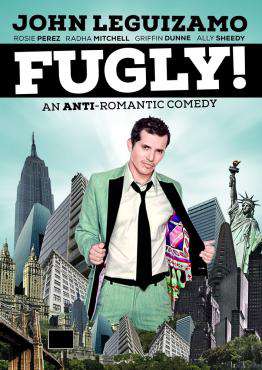 JOHN LEGUIZAMO
ROSIE PEREZ RADHA MITCHELL GRIFFIN DUNNE ALLY SHEEDY
FUGLY!
AN ANTI-ROMANTIC COMEDY